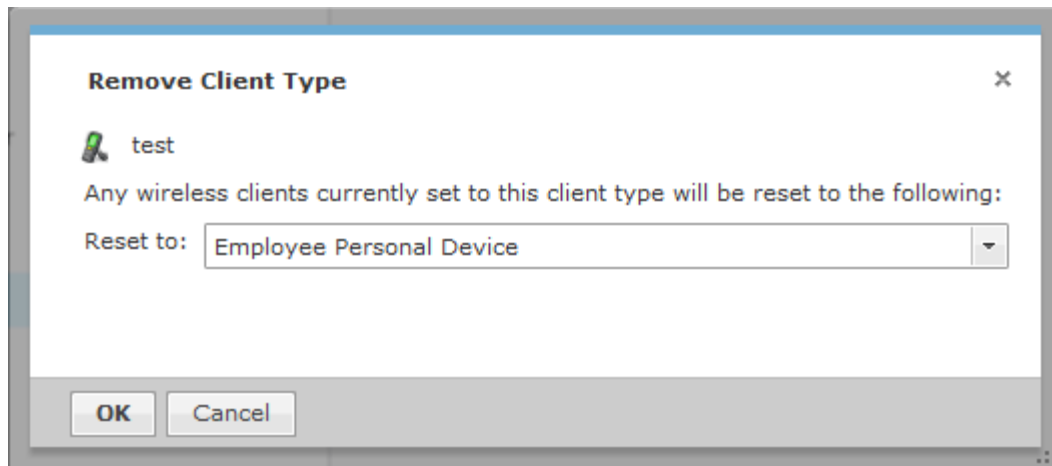 Remove Client Type
test
Any wireless clients currently set to this client type will be reset to the following:
Reset to: Employee Personal Device
OK Cancel